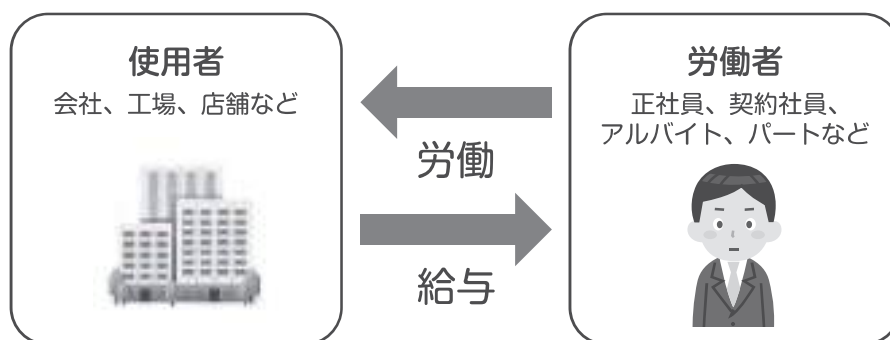 使用者
会社、工場、店舗など
労働
給与
労働者
正社員、契約社員、
アルバイト、パートなど